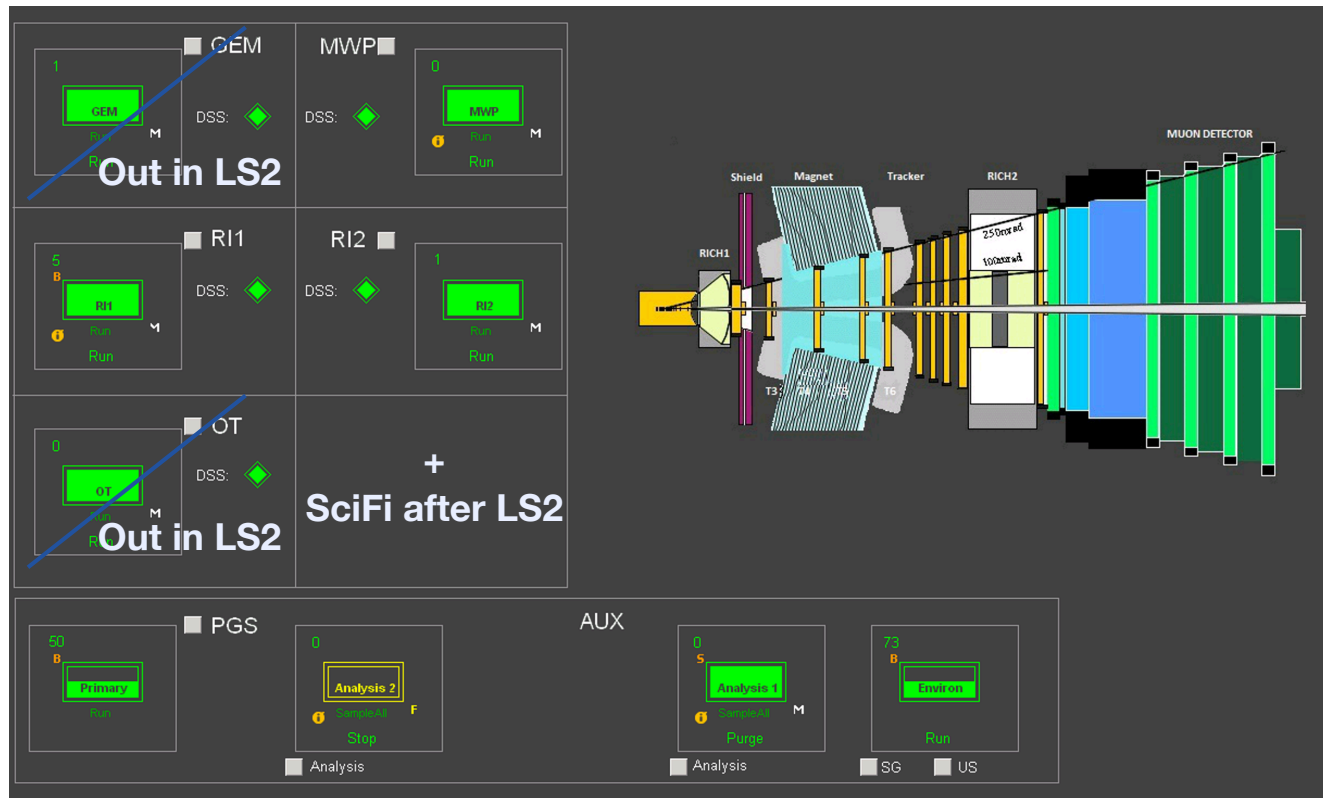 GEM
1
GEM
DSS:
Run
M
Run
Out in LS2
MWP
0
DSS:
MWP
i
Run
M
Run
RI1
5
B
DSS:
RI1
i
Run
M
Run
RI2
1
DSS:
RI2
Run
M
Run
OT
0
DSS:
OT
Run
M
Out in LS2
+
SciFi after LS2
MUON DETECTOR
Shield
Magnet
Tracker
RICH2
250mrad
100mrad
RICH1
T3
T4
T5
T6
PGS
50
B
Primary
Run
0
Analysis 2
i
SampleAll
F
Stop
Analysis
AUX
0
S
Analysis 1
i
SampleAll
M
Purge
Analysis
73
B
Environ
Run
SG
US